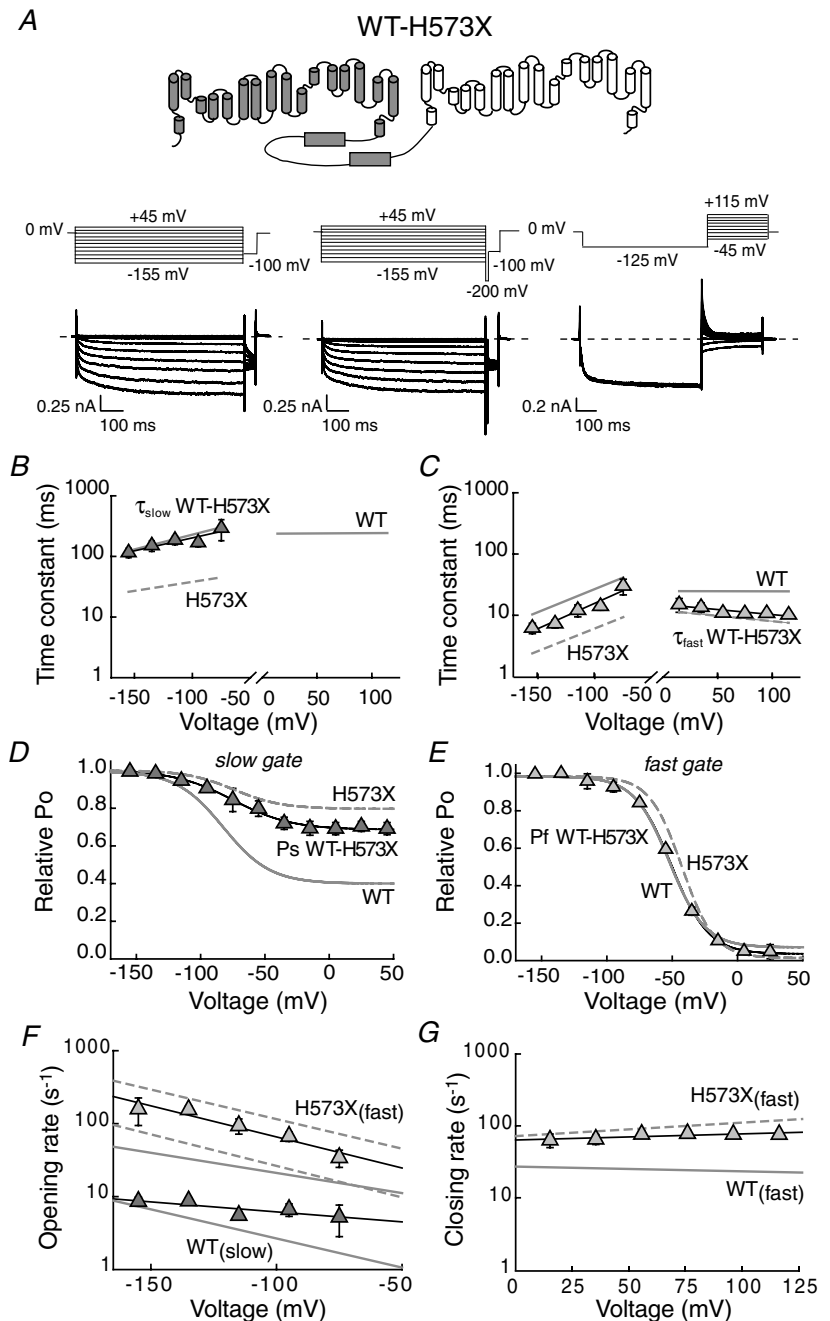 A
WT-H573X
+45 mV
0 mV
-155 mV
-100 mV
+45 mV
-155 mV
-100 mV
-200 mV
+115 mV
0 mV
-125 mV
-45 mV
0.25 nA
100 ms
0.25 nA
100 ms
0.2 nA
100 ms
B
Time constant (ms)
1000
100
10
1
τslow WT-H573X
WT
H573X
-150 -100 -50 0 50 100
Voltage (mV)
C
Time constant (ms)
1000
100
10
1
WT
H573X
τfast WT-H573X
-150 -100 -50 0 50 100
Voltage (mV)
D
slow gate
Relative Po
1.0
0.8
0.6
0.4
0.2
0.0
H573X
Ps WT-H573X
WT
-150 -100 -50 0 50
Voltage (mV)
E
fast gate
Relative Po
1.0
0.8
0.6
0.4
0.2
0.0
Pf WT-H573X
H573X
WT
-150 -100 -50 0 50
Voltage (mV)
F
Opening rate (s-1)
1000
100
10
1
H573X(fast)
WT(slow)
-150 -100 -50
Voltage (mV)
G
Closing rate (s-1)
1000
100
10
1
H573X(fast)
WT(fast)
0 25 50 75 100 125
Voltage (mV)